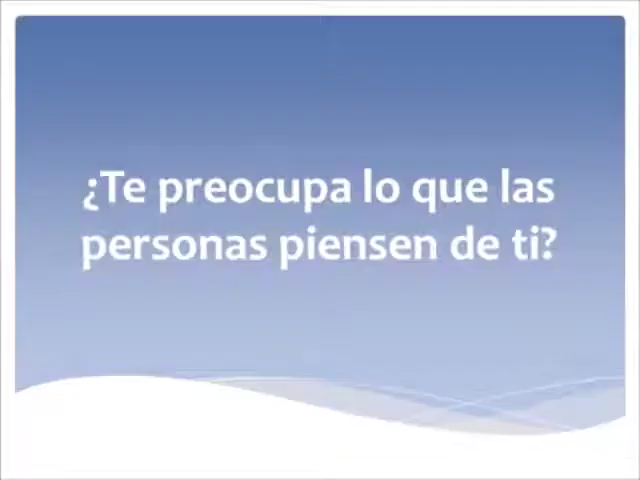 ¿Te preocupa lo que las
personas piensen de ti?